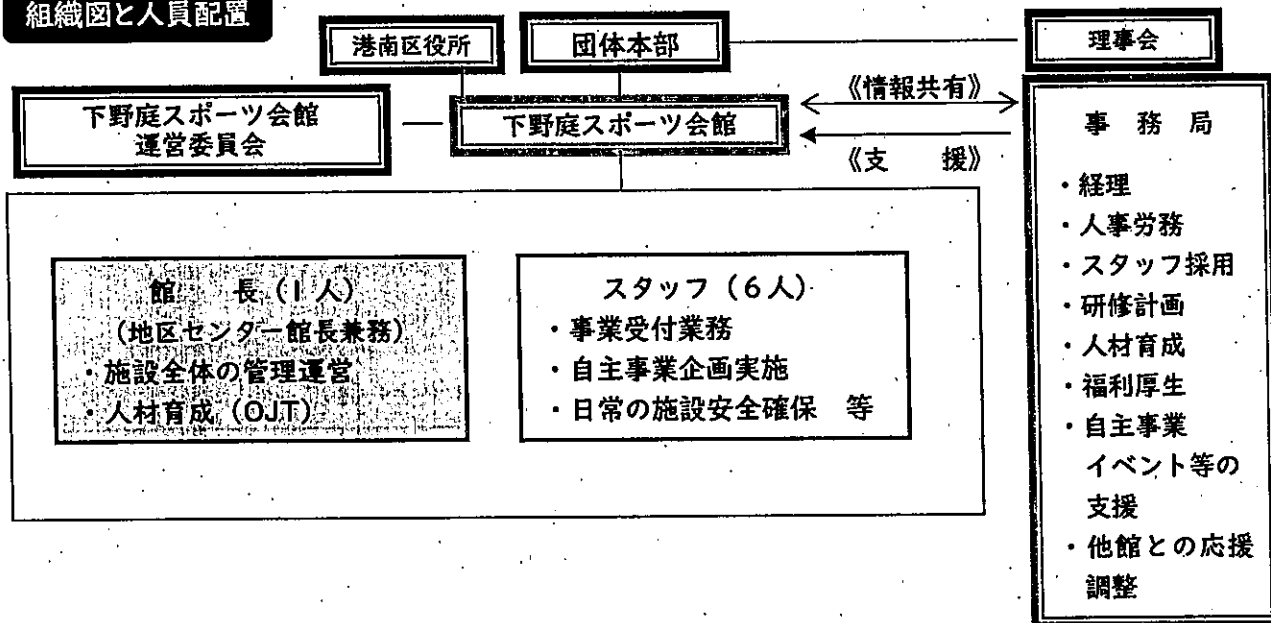 組織図と人員配置
港南区役所
団体本部
理事会
下野庭スポーツ会館
運営委員会
下野庭スポーツ会館
《情報共有》
《支　援》
館　長（1人）
（地区センター館長兼務）
・施設全体の管理運営
・人材育成（OJT）
スタッフ（6人）
・事業受付業務
・自主事業企画実施
・日常の施設安全確保　等
事　務　局
・経理
・人事労務
・スタッフ採用
・研修計画
・人材育成
・福利厚生
・自主事業
イベント等の
支援
・他館との応援
調整